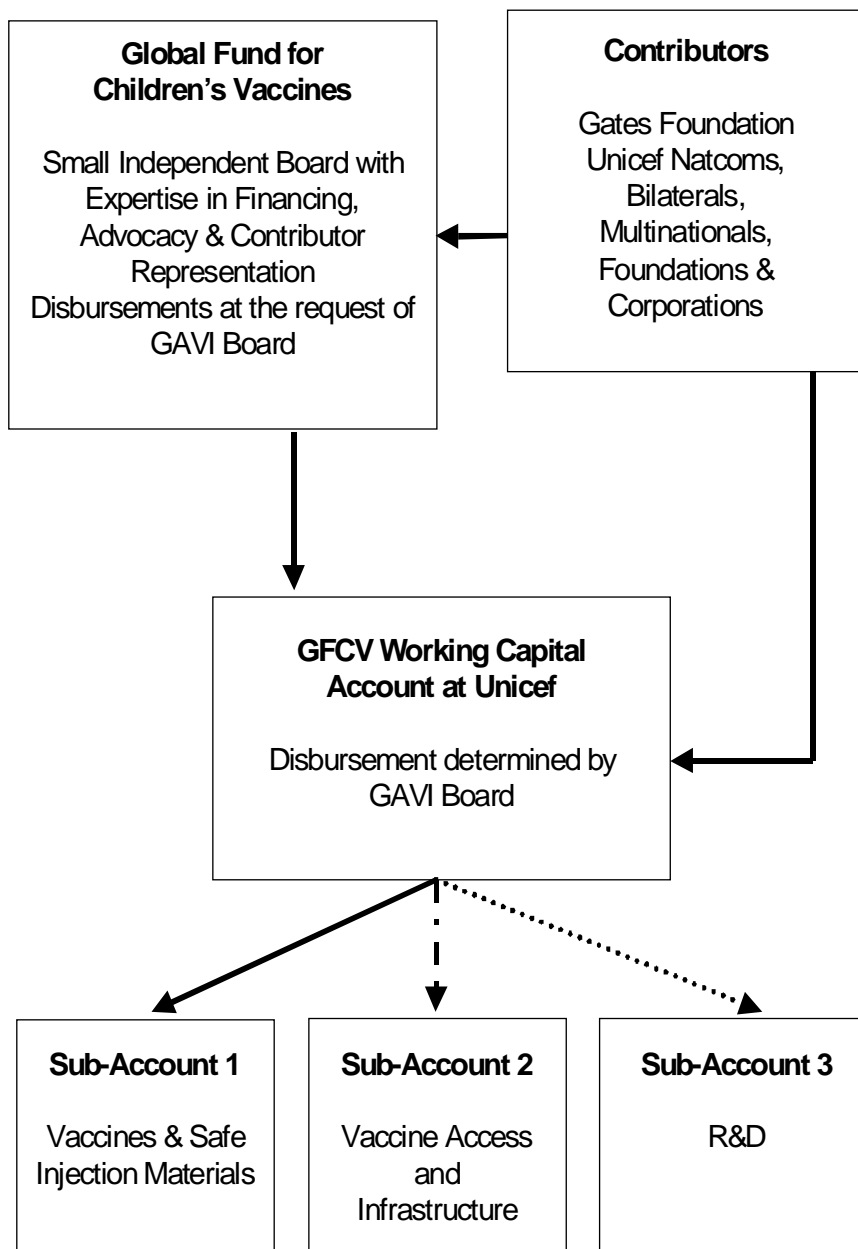 Global Fund for
Children's Vaccines
Small Independent Board with
Expertise in Financing,
Advocacy & Contributor
Representation
Disbursements at the request of
GAVI Board
Contributors
Gates Foundation
Unicef Natcoms,
Bilaterals,
Multinationals,
Foundations &
Corporations
GFCV Working Capital
Account at Unicef
Disbursement determined by
GAVI Board
Sub-Account 1
Vaccines & Safe
Injection Materials
Sub-Account 2
Vaccine Access
and
Infrastructure
Sub-Account 3
R&D